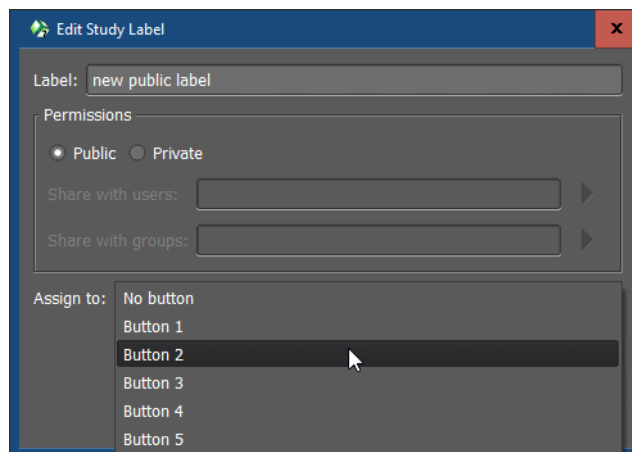 Edit Study Label
x
Label: new public label
Permissions
Public Private
Share with users:
Share with groups:
Assign to: No button
Button 1
Button 2
Button 3
Button 4
Button 5